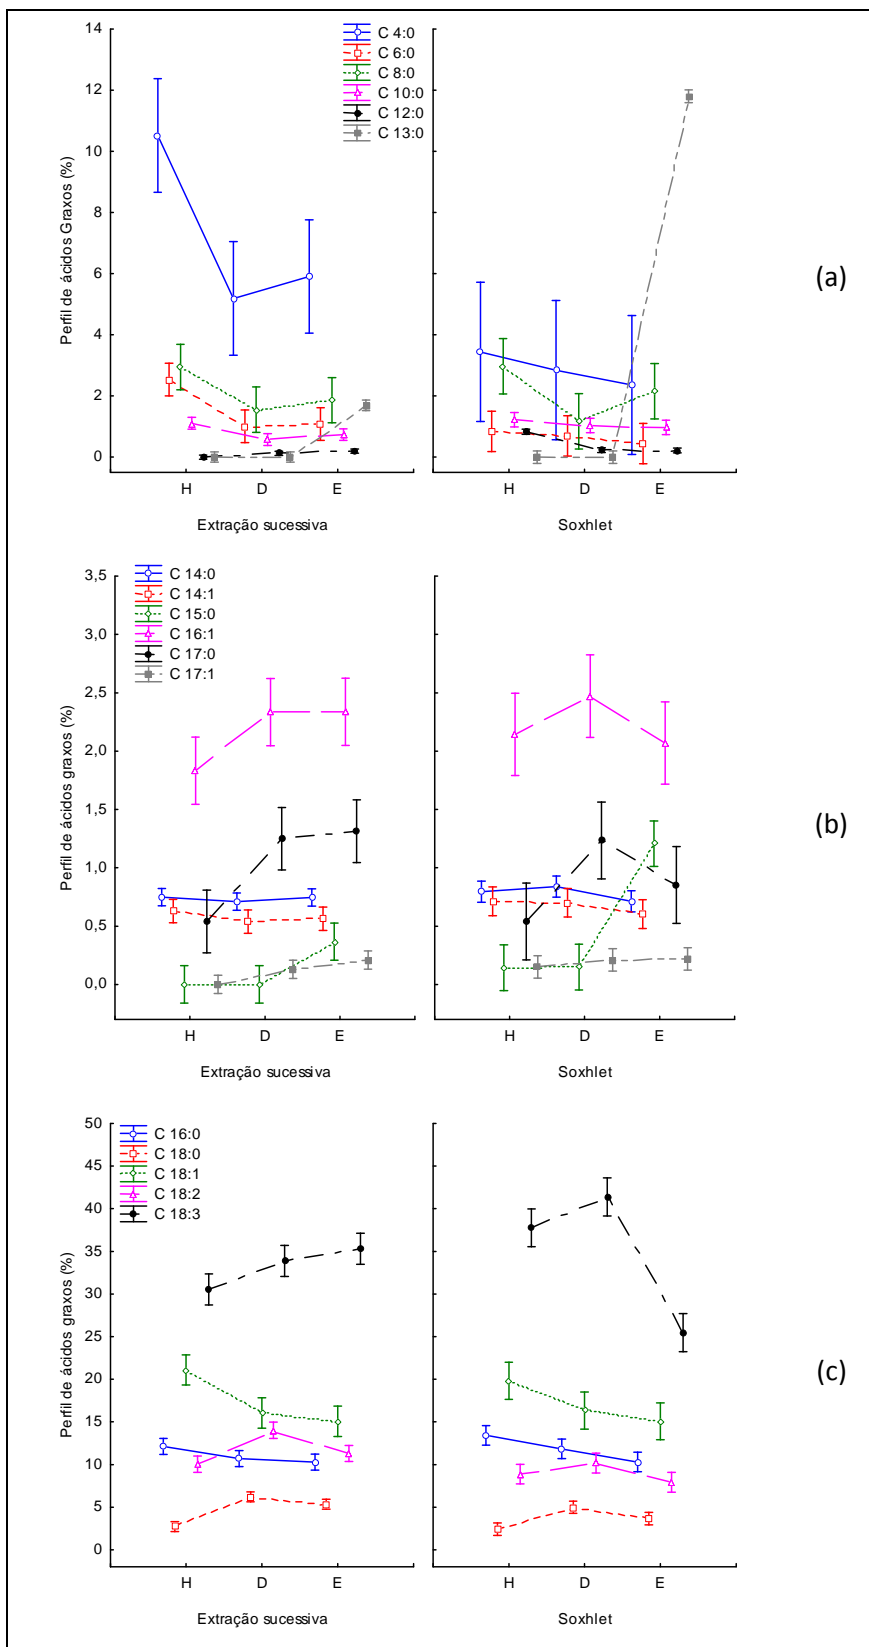 C 4:0
C 6:0
C 8:0
C 10:0
C 12:0
C 13:0
14
12
10
8
6
4
2
0
Perfil de ácidos Graxos (%)
H D E
Extração sucessiva
H D E
Soxhlet
(a)
C 14:0
C 14:1
C 15:0
C 16:1
C 17:0
C 17:1
3,5
3,0
2,5
2,0
1,5
1,0
0,5
0,0
Perfil de ácidos graxos (%)
H D E
Extração sucessiva
H D E
Soxhlet
(b)
C 16:0
C 18:0
C 18:1
C 18:2
C 18:3
50
45
40
35
30
25
20
15
10
5
0
Perfil de ácidos graxos (%)
H D E
Extração sucessiva
H D E
Soxhlet
(c)